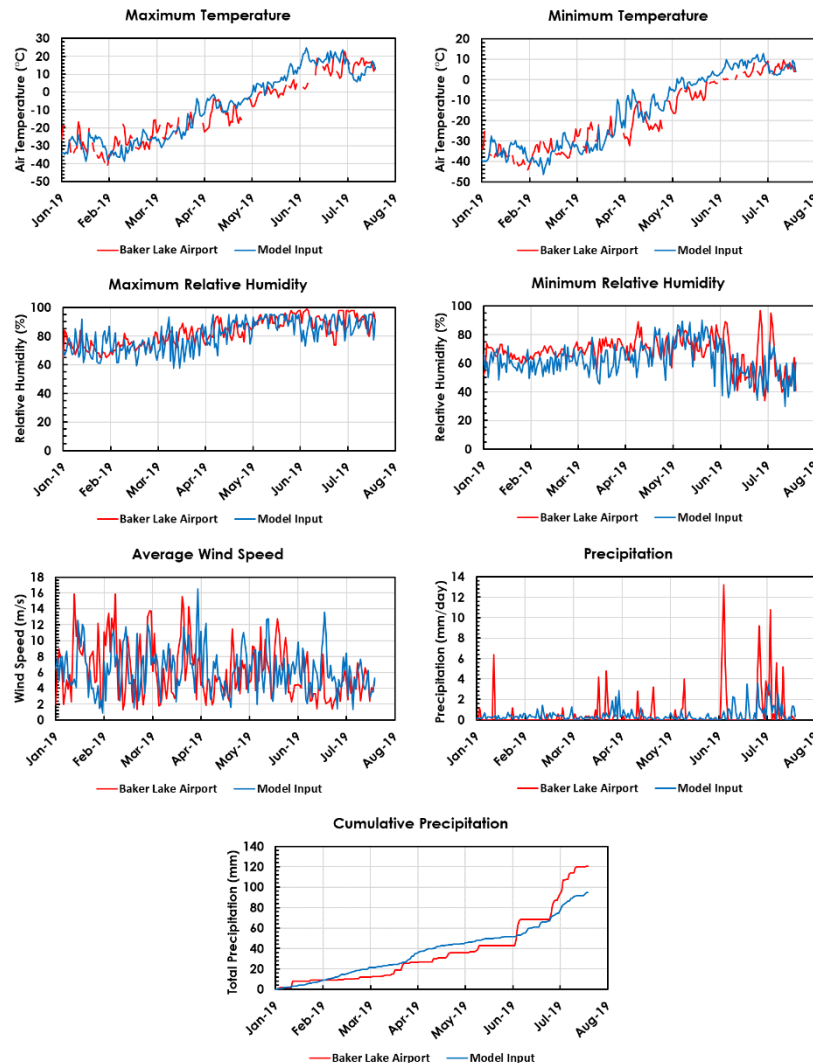 Maximum Temperature
Air Temperature (°C)
30
20
10
0
-10
-20
-30
-40
-50
Jan-19
Feb-19
Mar-19
Apr-19
May-19
Jun-19
Jul-19
Aug-19
Baker Lake Airport
Model Input
Minimum Temperature
Air Temperature (°C)
20
10
0
-10
-20
-30
-40
-50
Jan-19
Feb-19
Mar-19
Apr-19
May-19
Jun-19
Jul-19
Aug-19
Baker Lake Airport
Model Input
Maximum Relative Humidity
Relative Humidity (%)
100
80
60
40
20
0
Jan-19
Feb-19
Mar-19
Apr-19
May-19
Jun-19
Jul-19
Aug-19
Baker Lake Airport
Model Input
Minimum Relative Humidity
Relative Humidity (%)
100
80
60
40
20
0
Jan-19
Feb-19
Mar-19
Apr-19
May-19
Jun-19
Jul-19
Aug-19
Baker Lake Airport
Model Input
Average Wind Speed
Wind Speed (m/s)
18
16
14
12
10
8
6
4
2
0
Jan-19
Feb-19
Mar-19
Apr-19
May-19
Jun-19
Jul-19
Aug-19
Baker Lake Airport
Model Input
Precipitation
Precipitation (mm/day)
14
12
10
8
6
4
2
0
Jan-19
Feb-19
Mar-19
Apr-19
May-19
Jun-19
Jul-19
Aug-19
Baker Lake Airport
Model Input
Cumulative Precipitation
Total Precipitation (mm)
140
120
100
80
60
40
20
0
Jan-19
Feb-19
Mar-19
Apr-19
May-19
Jun-19
Jul-19
Aug-19
Baker Lake Airport
Model Input